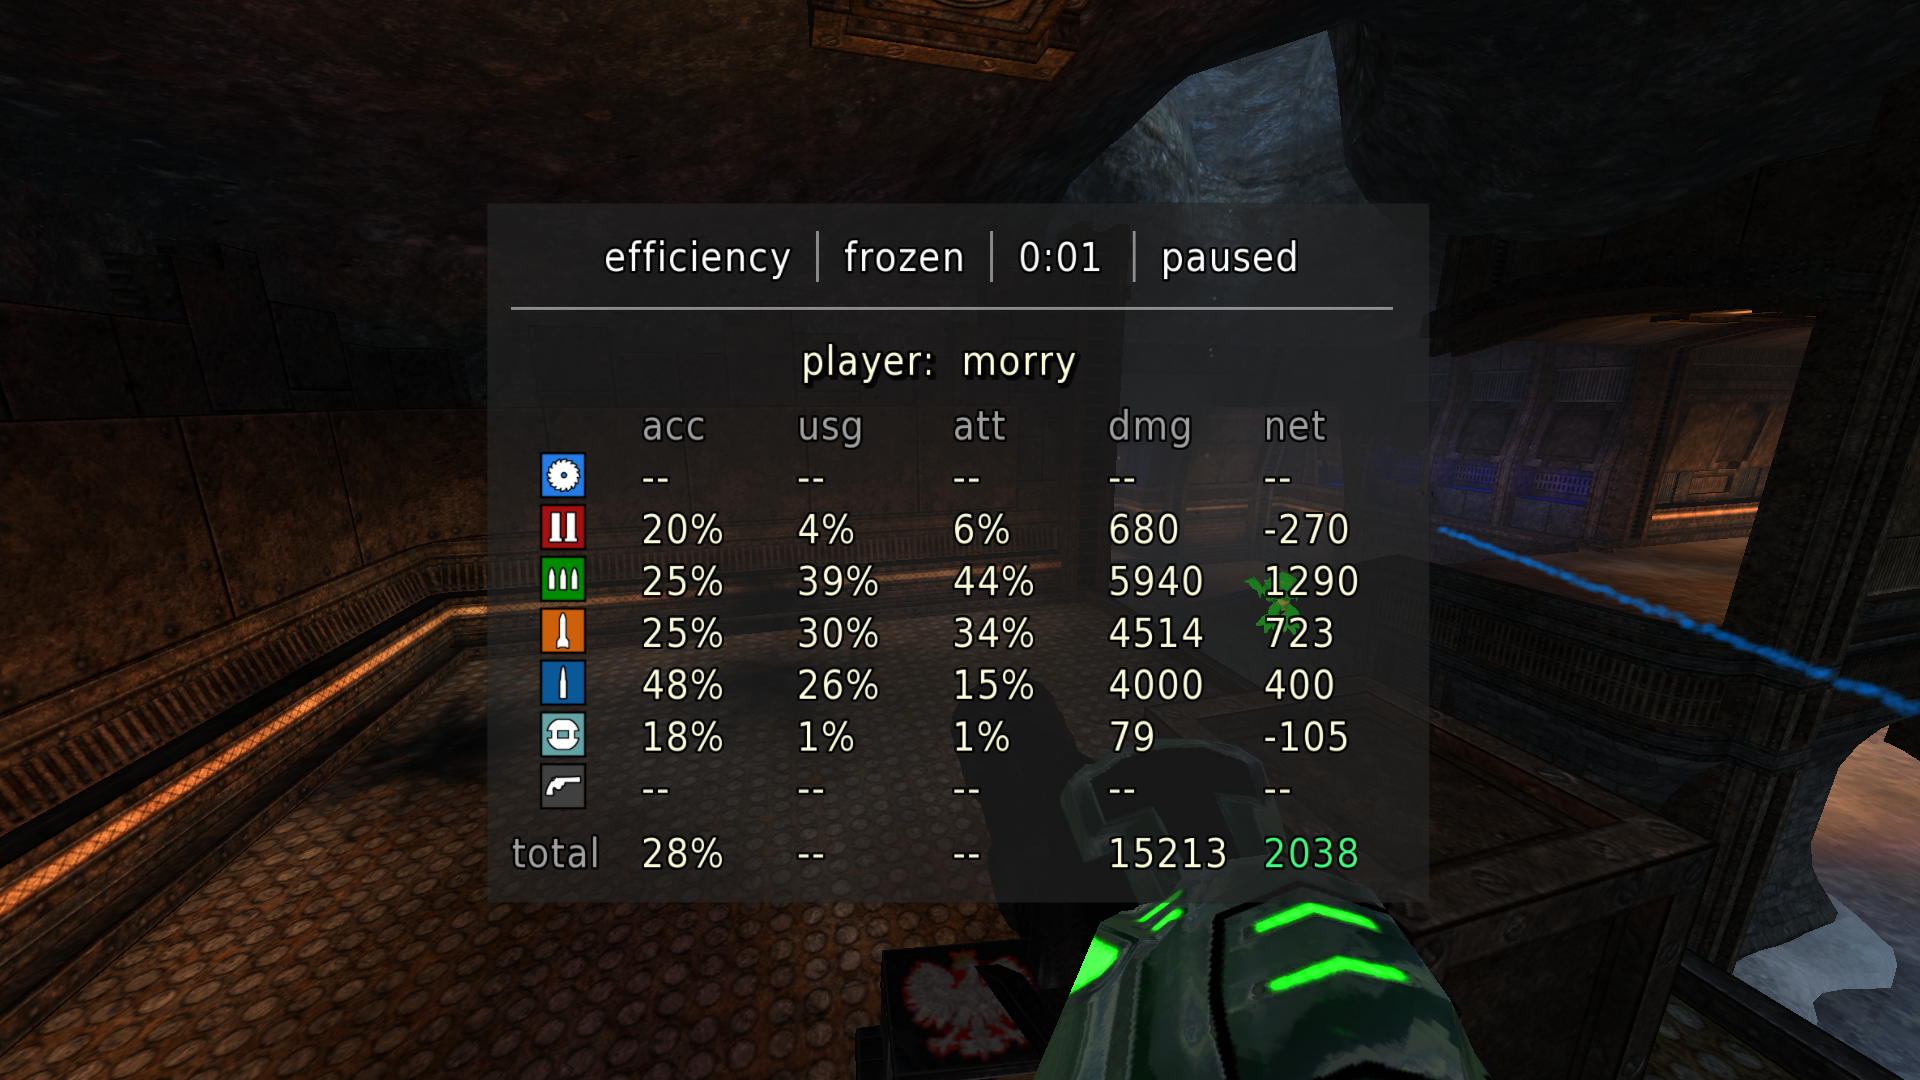 efficiency | frozen | 0:01 | paused
player: morry
acc usg att dmg net
-- -- -- -- --
20% 4% 6% 680 -270
25% 39% 44% 5940 1290
25% 30% 34% 4514 723
48% 26% 15% 4000 400
18% 1% 1% 79 -105
-- -- -- -- --
total 28% -- -- 15213 2038